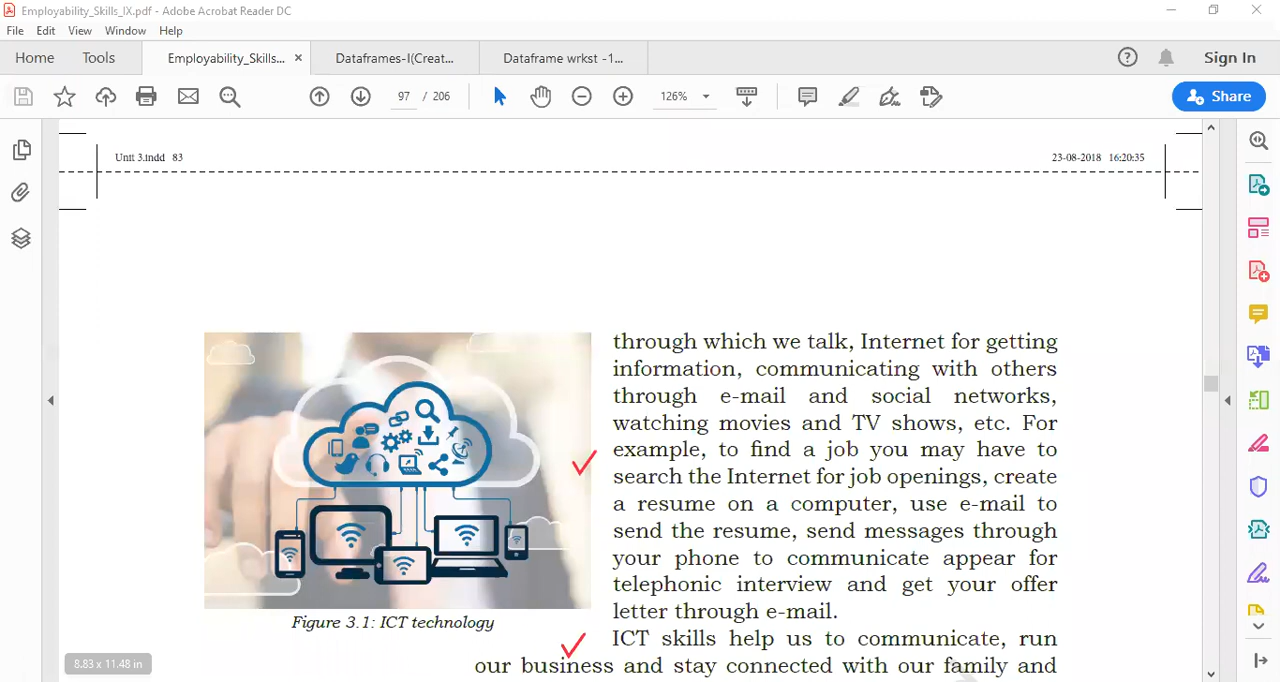 Employability_Skills_IX.pdf - Adobe Acrobat Reader DC
File Edit View Window Help
Home Tools Employability_Skills... × Dataframes-I(Creat... Dataframe wrkst -1... Sign In
97 / 206 126% Share
Unit 3.indd 83 23-08-2018 16:20:35
through which we talk, Internet for getting
information, communicating with others
through e-mail and social networks,
watching movies and TV shows, etc. For
example, to find a job you may have to
search the Internet for job openings, create
a resume on a computer, use e-mail to
send the resume, send messages through
your phone to communicate appear for
telephonic interview and get your offer
letter through e-mail.
Figure 3.1: ICT technology
ICT skills help us to communicate, run
our business and stay connected with our family and
8.83 x 11.48 in